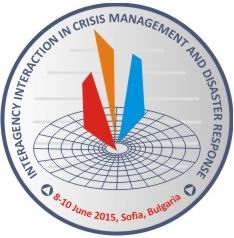 INTERAGENCY INTERACTION IN CRISIS MANAGEMENT AND DISASTER RESPONSE
8-10 June 2015, Sofia, Bulgaria